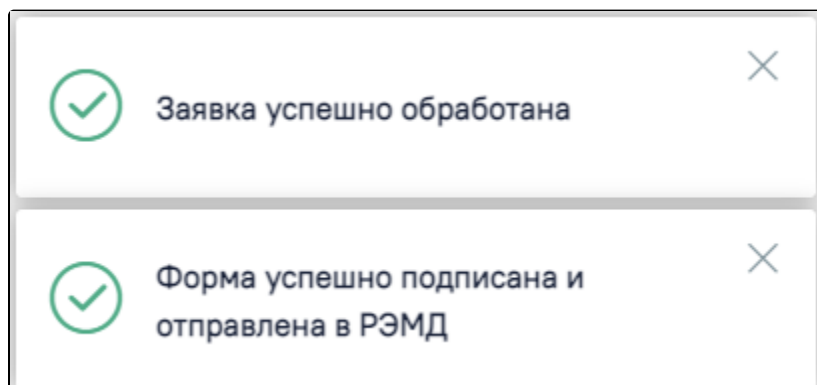 Заявка успешно обработана
Форма успешно подписана и
отправлена в РЭМД